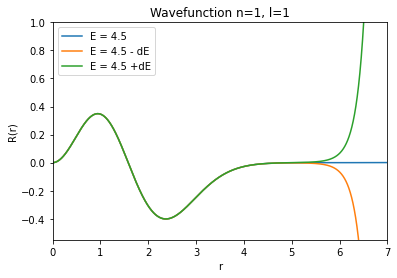 Wavefunction n=1, l=1
E = 4.5
E = 4.5 - dE
E = 4.5 +dE
R(r)
1.0
0.8
0.6
0.4
0.2
0.0
−0.2
−0.4
0 1 2 3 4 5 6 7
r